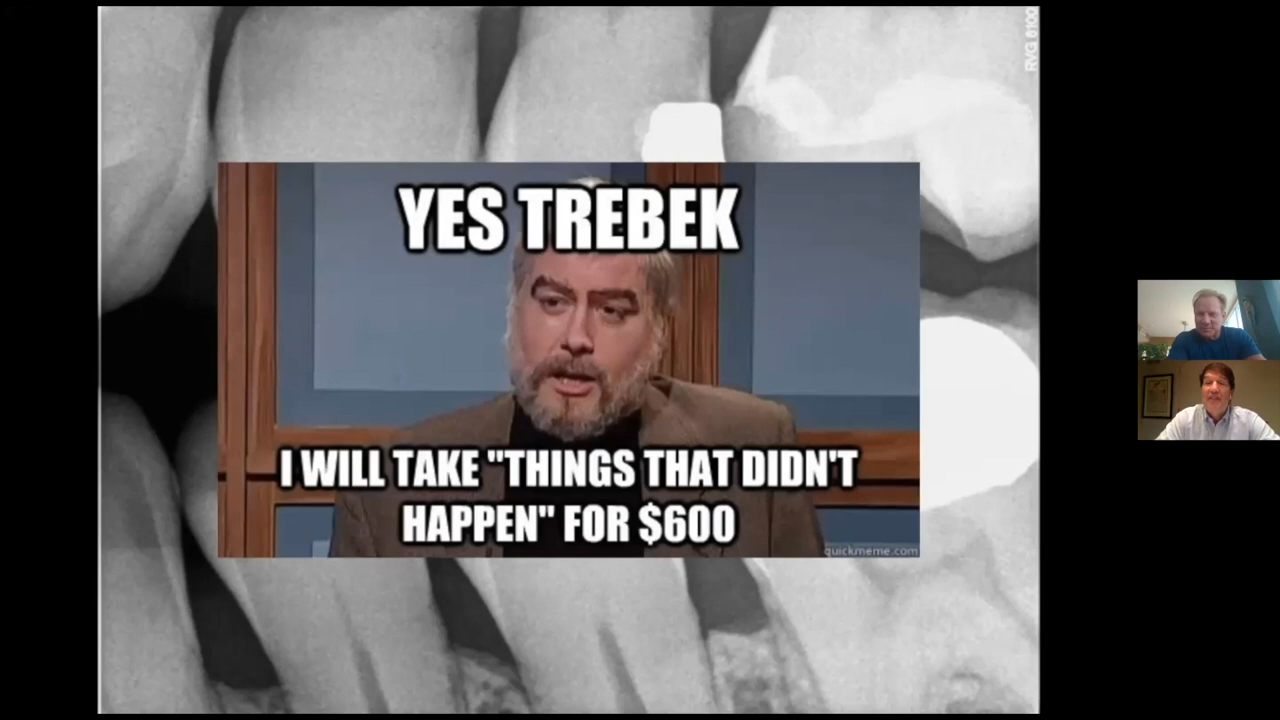 RVG 6100
YES TREBEK
I WILL TAKE "THINGS THAT DIDN'T
HAPPEN" FOR $600
quickmeme.com